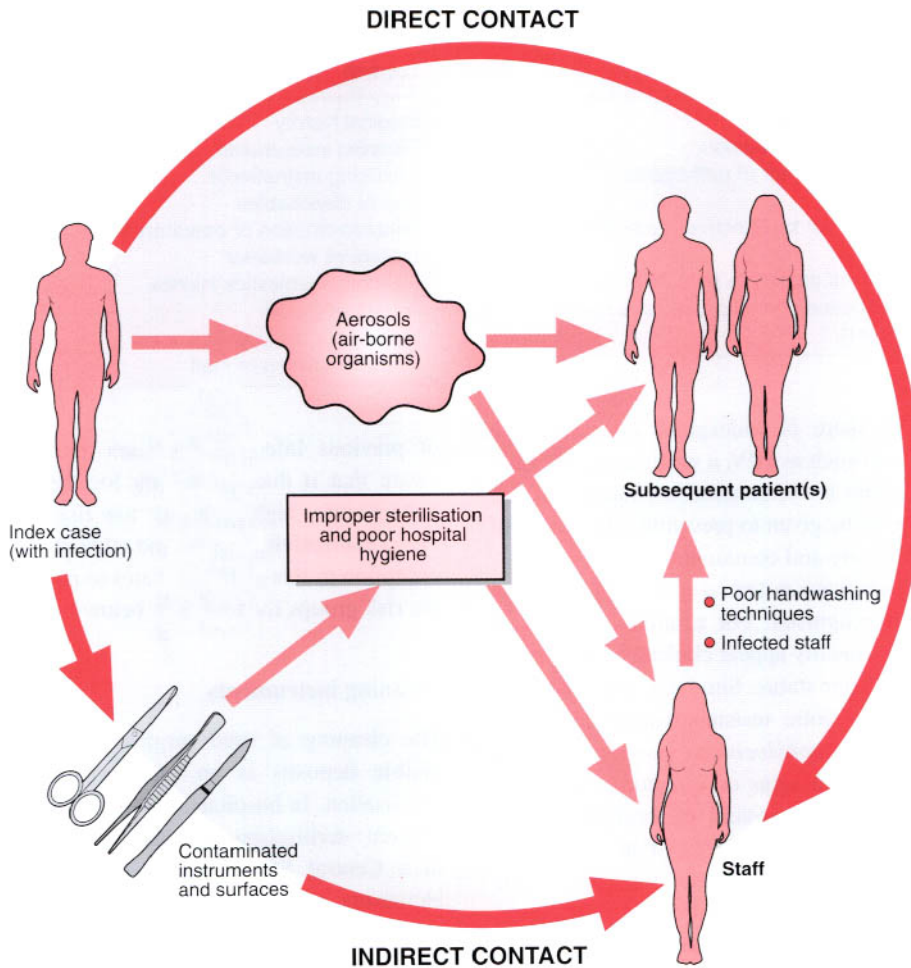 DIRECT CONTACT
Aerosols
(air-borne
organisms)
Subsequent patient(s)
Index case
(with infection)
Improper sterilisation
and poor hospital
hygiene
Poor handwashing
techniques
Infected staff
Contaminated
instruments
and surfaces
Staff
INDIRECT CONTACT